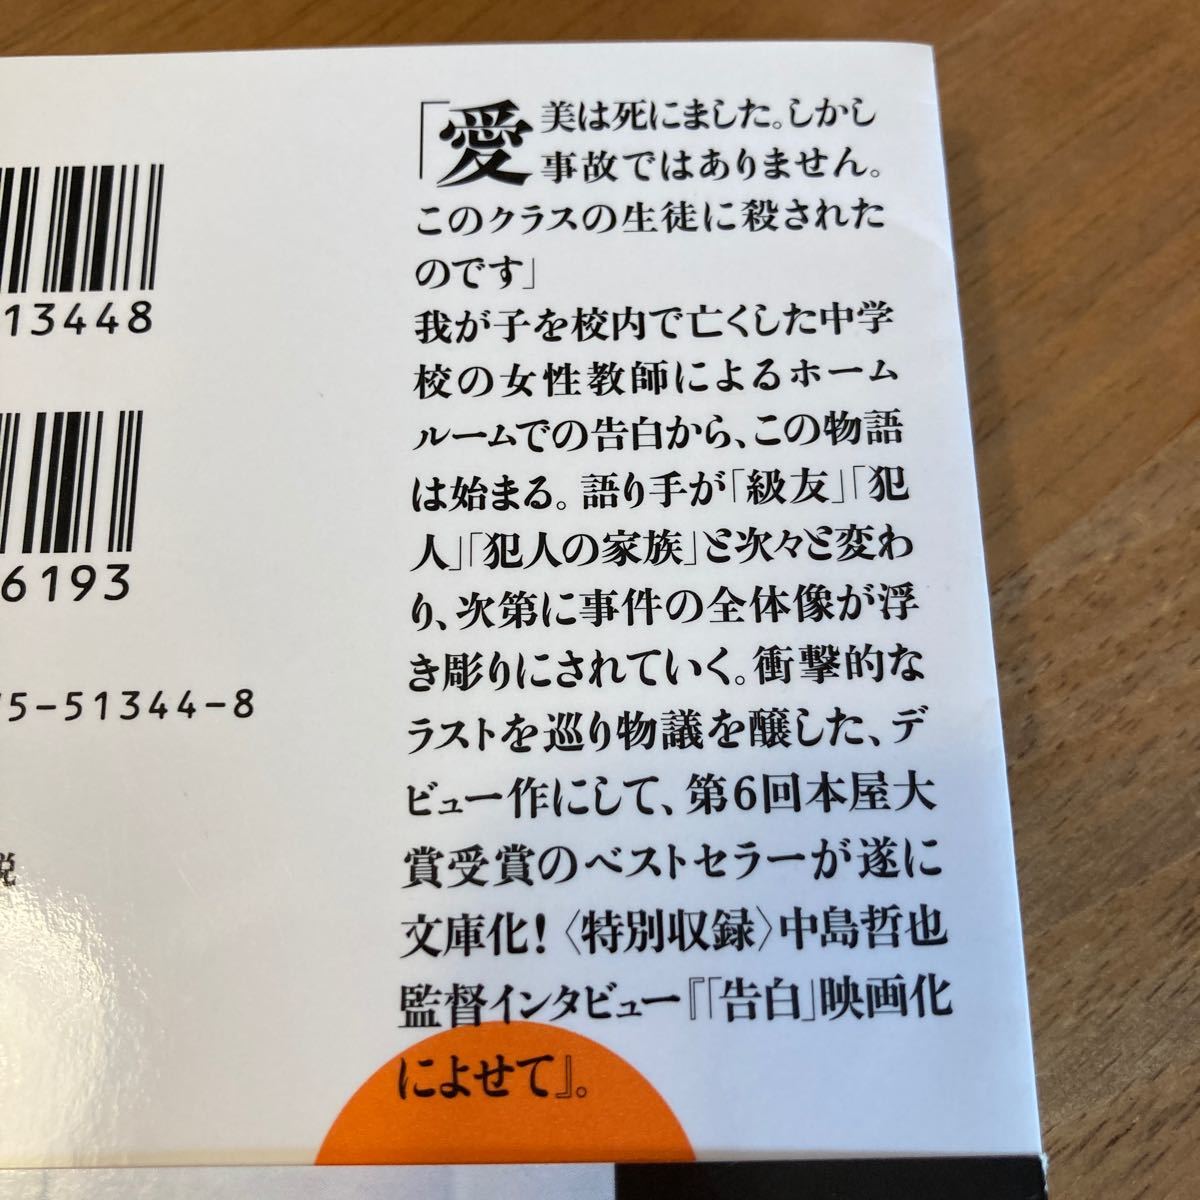 「愛美は死にました。しかし
事故ではありません。
このクラスの生徒に殺された
のです」
我が子を校内で亡くした中学
校の女性教師によるホーム
ルームでの告白から、この物語
は始まる。語り手が「級友」「犯
人」「犯人の家族」と次々と変わ
り、次第に事件の全体像が浮
き彫りにされていく。衝撃的な
ラストを巡り物議を醸した、デ
ビュー作にして、第6回本屋大
賞受賞のベストセラーが遂に
文庫化!〈特別収録〉中島哲也
監督インタビュー『「告白」映画化
によせて』。
13448
6193
75-51344-8
説